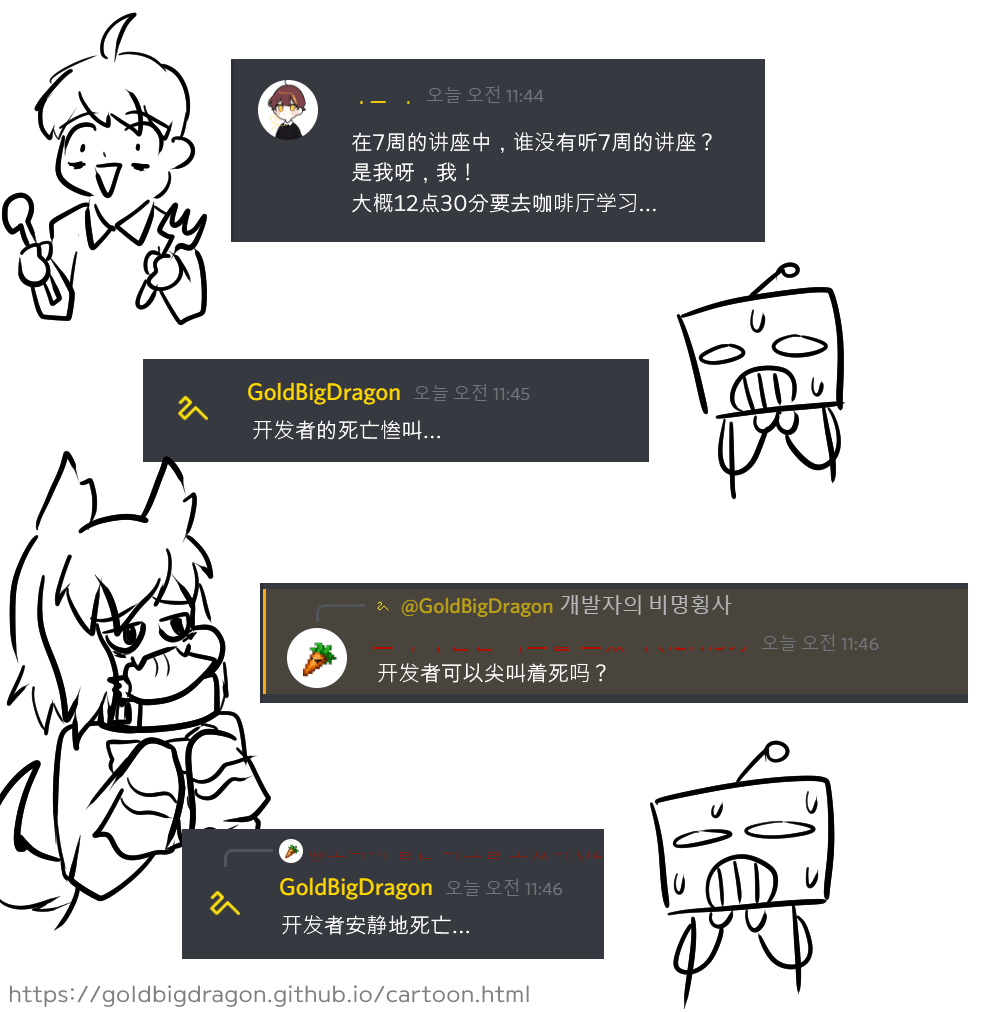 오늘 오전 11:44
在7周的讲座中，谁没有听7周的讲座？
是我呀，我！
大概12点30分要去咖啡厅学习...
GoldBigDragon 오늘 오전 11:45
开发者的死亡惨叫...
@GoldBigDragon 개발자의 비명횡사
오늘 오전 11:46
开发者可以尖叫着死吗？
GoldBigDragon 오늘 오전 11:46
开发者安静地死亡...
https://goldbigdragon.github.io/cartoon.html